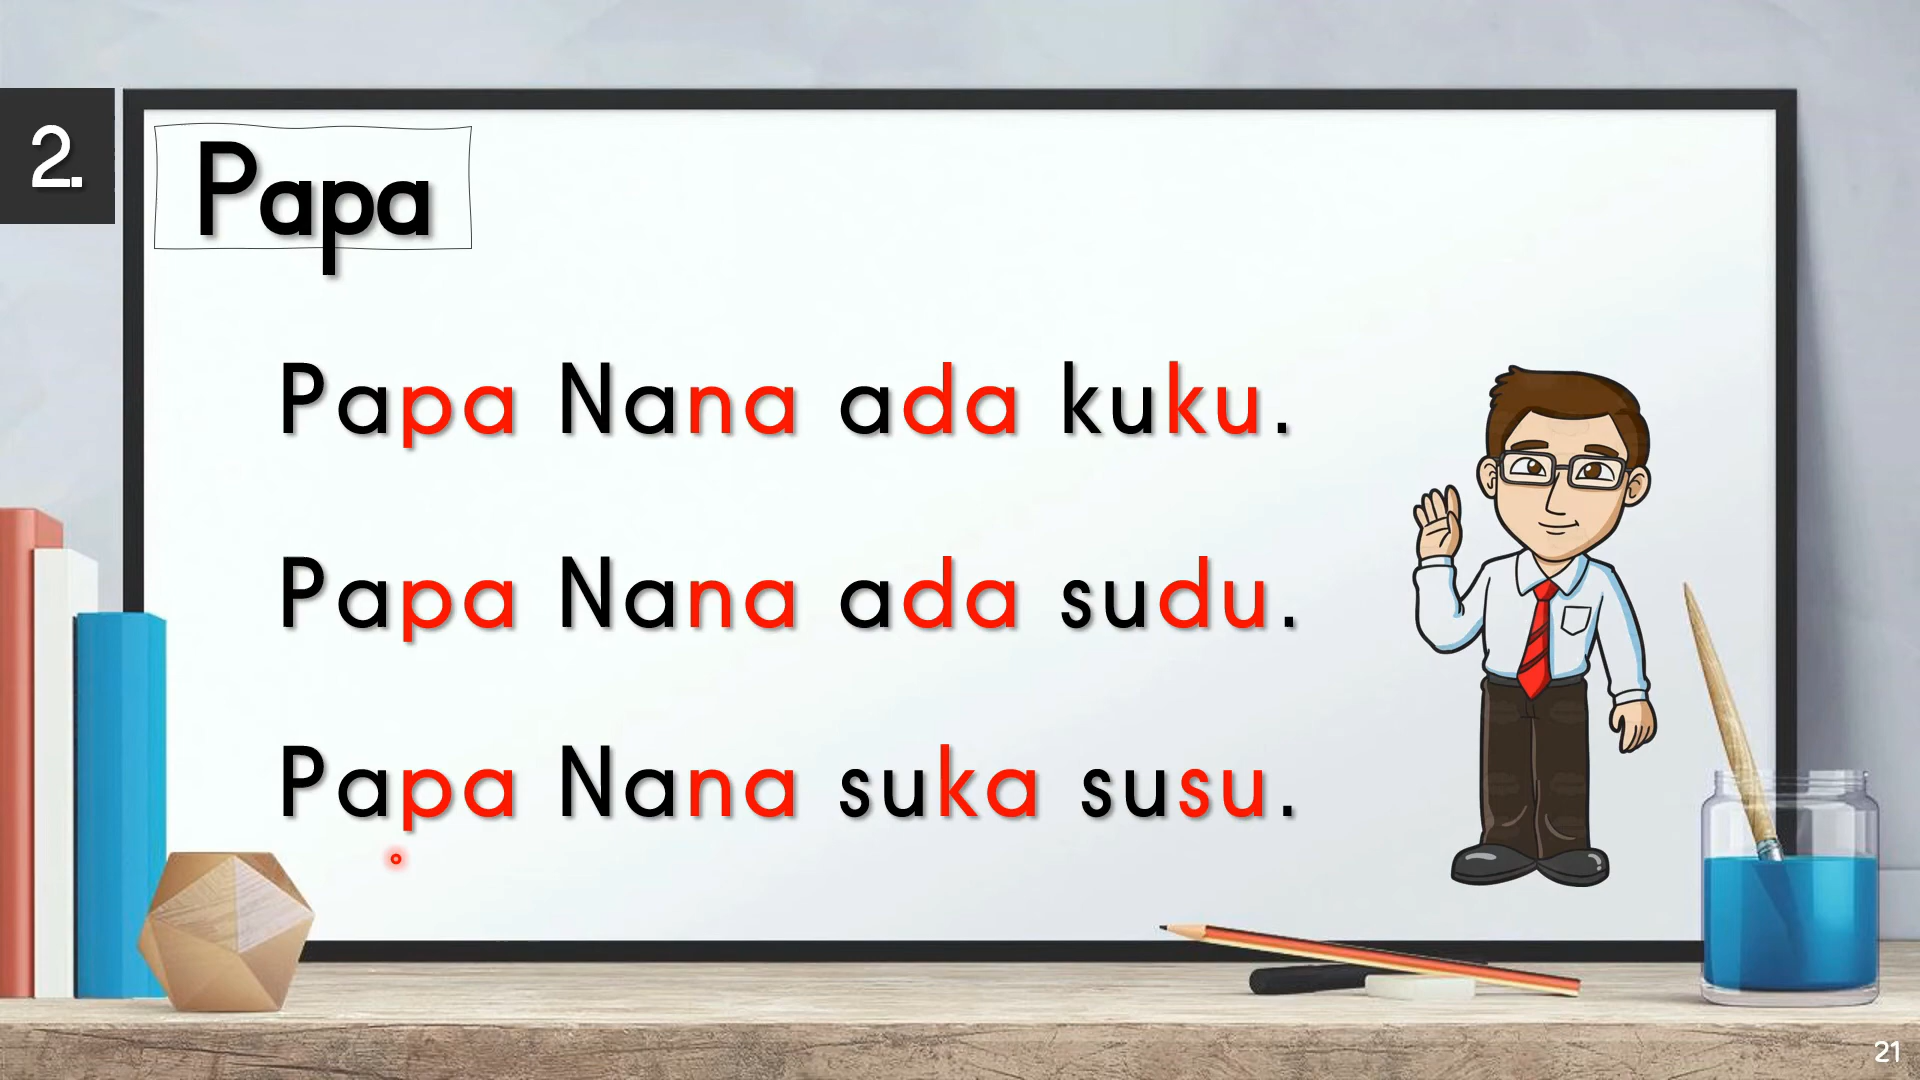 2.
Papa
Papa Nana ada kuku.
Papa Nana ada sudu.
Papa Nana suka susu.
21